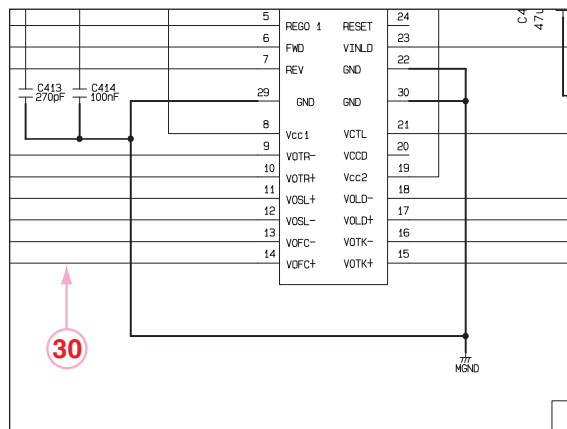 5 REGO 1 RESET 24
C4
47u
6 FWD VINLD 23
7 REV GND 22
C413
270pF
C414
100nF
29 GND GND 30
8 Vcc1 VCTL 21
9 VOTR- VCCD 20
10 VOTR+ Vcc2 19
11 VOSL+ VOLD- 18
12 VOSL- VOLD+ 17
13 VOFC- VOTK- 16
14 VOFC+ VOTK+ 15
30
MGND